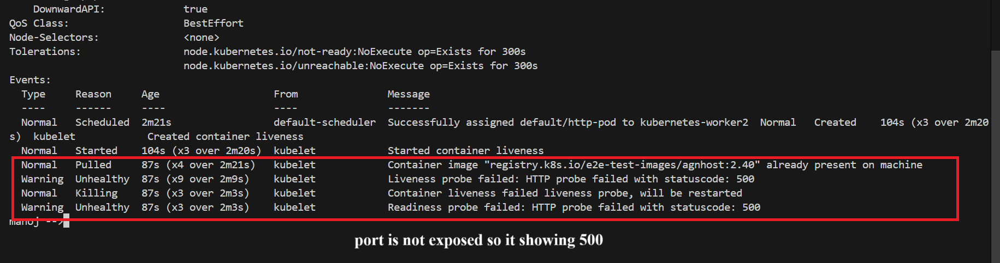 DownwardAPI: true
QoS Class: BestEffort
Node-Selectors: <none>
Tolerations: node.kubernetes.io/not-ready:NoExecute op=Exists for 300s
node.kubernetes.io/unreachable:NoExecute op=Exists for 300s
Events:
Type Reason Age From Message
---- ------ ---- ---- -------
Normal Scheduled 2m21s default-scheduler Successfully assigned default/http-pod to kubernetes-worker2 Normal Created 104s (x3 over 2m20
s) kubelet Created container liveness
Normal Started 104s (x3 over 2m20s) kubelet Started container liveness
Normal Pulled 87s (x4 over 2m21s) kubelet Container image "registry.k8s.io/e2e-test-images/agnhost:2.40" already present on machine
Warning Unhealthy 87s (x9 over 2m9s) kubelet Liveness probe failed: HTTP probe failed with statuscode: 500
Normal Killing 87s (x3 over 2m3s) kubelet Container liveness failed liveness probe, will be restarted
Warning Unhealthy 87s (x3 over 2m3s) kubelet Readiness probe failed: HTTP probe failed with statuscode: 500
manoj -->
port is not exposed so it showing 500